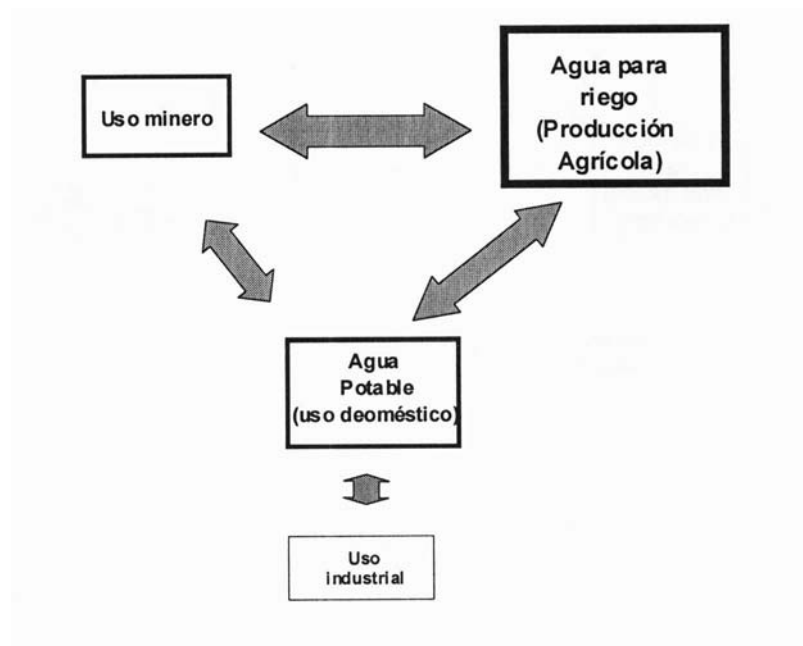 Uso minero
Agua para
riego
(Producción
Agrícola)
Agua
Potable
(uso deoméstico)
Uso
industrial